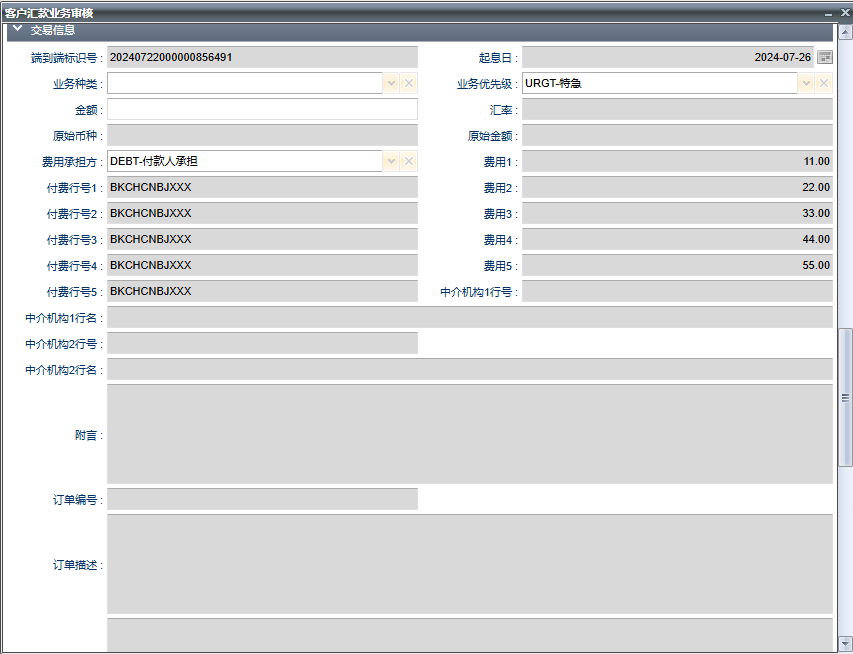 客户汇款业务审核
交易信息
端到端标识号： 20240722000000856491 起息日： 2024-07-26
业务种类： 业务优先级： URGT-特急
金额： 汇率：
原始币种： 原始金额：
费用承担方： DEBT-付款人承担 费用1： 11.00
付费行号1： BKCHCNBJXXX 费用2： 22.00
付费行号2： BKCHCNBJXXX 费用3： 33.00
付费行号3： BKCHCNBJXXX 费用4： 44.00
付费行号4： BKCHCNBJXXX 费用5： 55.00
付费行号5： BKCHCNBJXXX 中介机构1行号：
中介机构1行名：
中介机构2行号：
中介机构2行名：
附言：
订单编号：
订单描述：